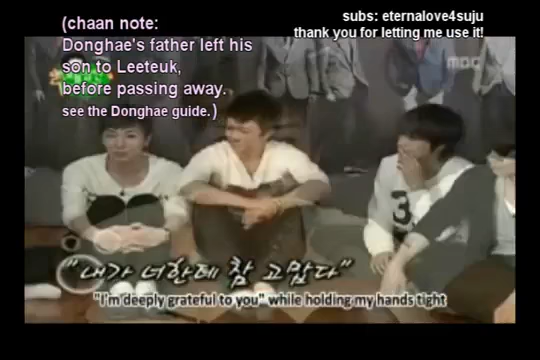 (chaan note:
Donghae's father left his
son to Leeteuk,
before passing away.
see the Donghae guide.)
subs: eternalove4suju
thank you for letting me use it!
MBC
"내가 너한테 참 고맙다"
"I'm deeply grateful to you" while holding my hands tight